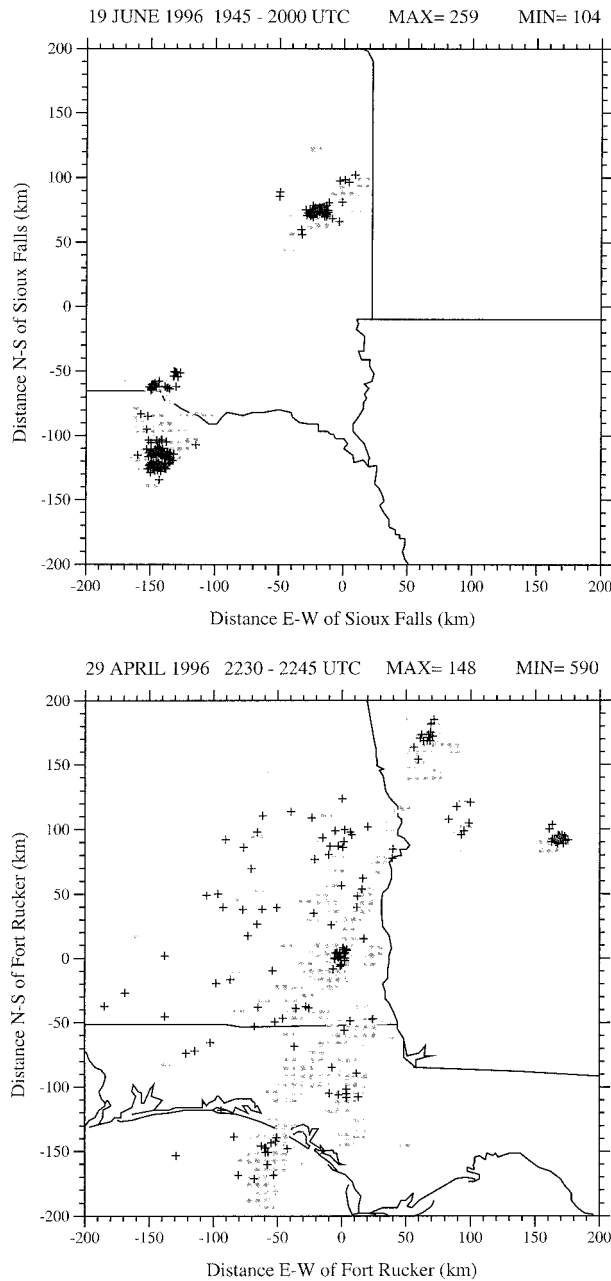 19 JUNE 1996 1945 - 2000 UTC MAX= 259 MIN= 104
200
150
100
50
0
-50
-100
-150
-200
Distance N-S of Sioux Falls (km)
-200 -150 -100 -50 0 50 100 150 200
Distance E-W of Sioux Falls (km)
29 APRIL 1996 2230 - 2245 UTC MAX= 148 MIN= 590
200
150
100
50
0
-50
-100
-150
-200
Distance N-S of Fort Rucker (km)
-200 -150 -100 -50 0 50 100 150 200
Distance E-W of Fort Rucker (km)